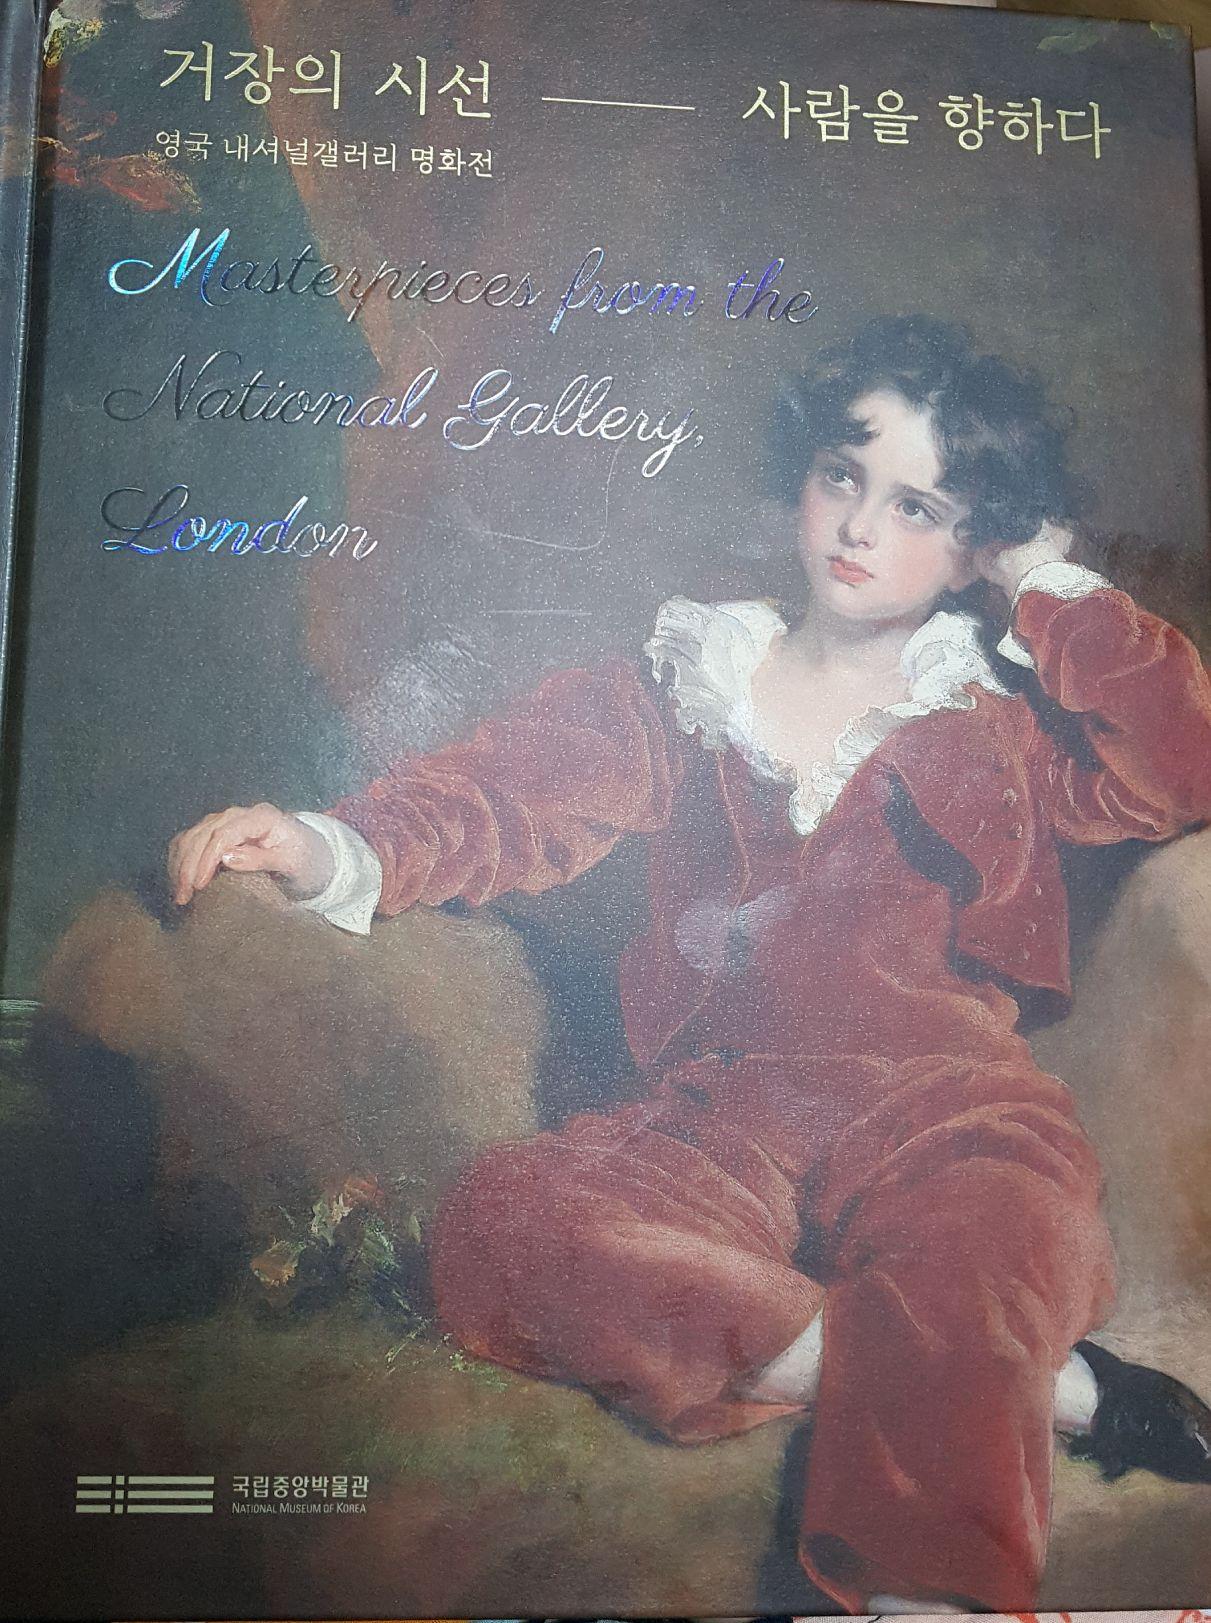 거장의 시선 —— 사람을 향하다
영국 내셔널갤러리 명화전
Masterpieces from the
National Gallery,
London
국립중앙박물관
NATIONAL MUSEUM OF KOREA